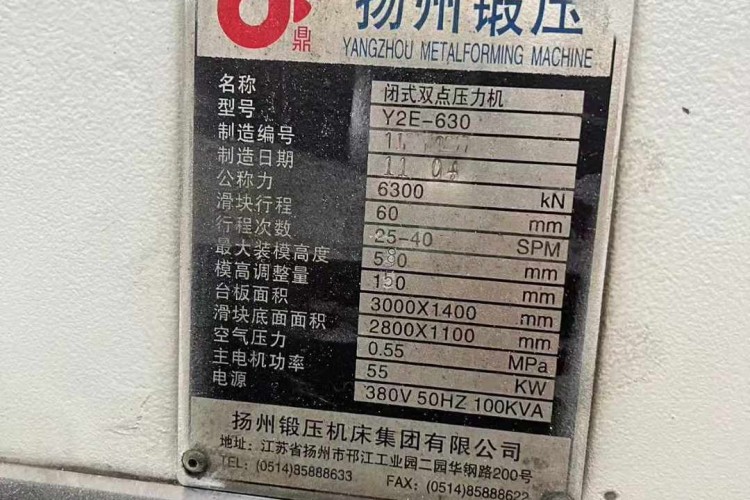 鼎
扬州锻压
YANGZHOU METALFORMING MACHINE
名称 闭式双点压力机
型号 Y2E-630
制造编号
制造日期 11 04
公称力 6300 kN
滑块行程 60 mm
行程次数 25-40 SPM
最大装模高度 580 mm
模高调整量 150 mm
台板面积 3000X1400 mm
滑块底面面积 2800X1100 mm
空气压力 0.55 MPa
主电机功率 55 KW
电源 380V 50HZ 100KVA
扬州锻压机床集团有限公司
地址:江苏省扬州市邗江工业园二园华钢路200号
TEL: (0514)85888633 FAX:(0514)85888622